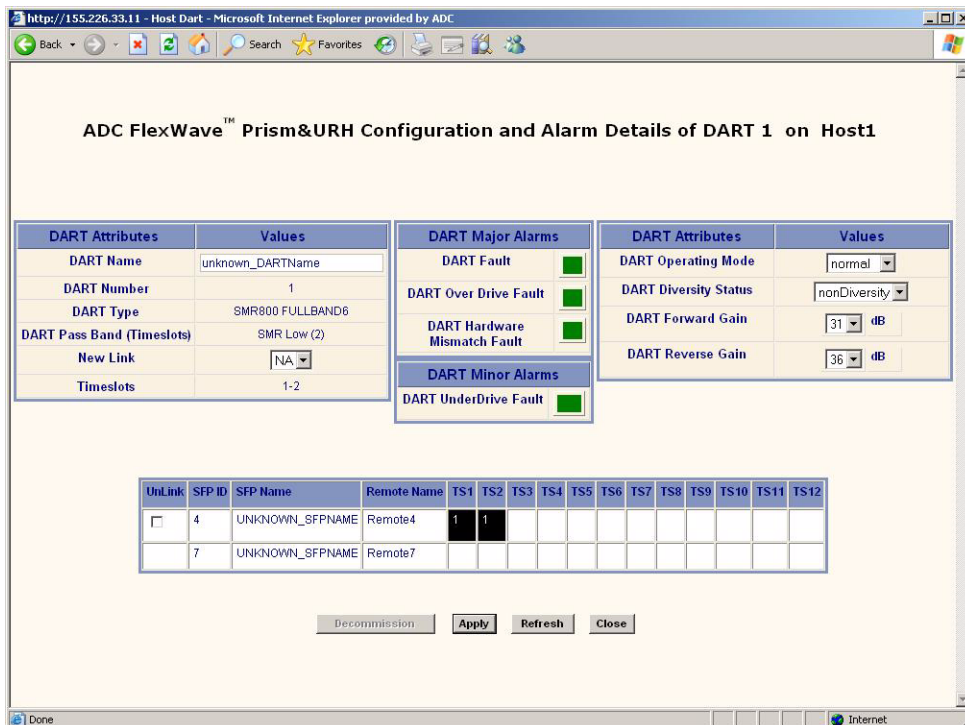 http://155.226.33.11 - Host Dart - Microsoft Internet Explorer provided by ADC
Back Search Favorites
ADC FlexWave™ Prism&URH Configuration and Alarm Details of DART 1 on Host1
DART Attributes Values
DART Name unknown_DARTName
DART Number 1
DART Type SMR800 FULLBAND6
DART Pass Band (Timeslots) SMR Low (2)
New Link NA
Timeslots 1-2
DART Major Alarms
DART Fault
DART Over Drive Fault
DART Hardware
Mismatch Fault
DART Minor Alarms
DART UnderDrive Fault
DART Attributes Values
DART Operating Mode normal
DART Diversity Status nonDiversity
DART Forward Gain 31 dB
DART Reverse Gain 36 dB
UnLink SFP ID SFP Name Remote Name TS1 TS2 TS3 TS4 TS5 TS6 TS7 TS8 TS9 TS10 TS11 TS12
4 UNKNOWN_SFPNAME Remote4 1 1
7 UNKNOWN_SFPNAME Remote7
Decommission Apply Refresh Close
Done Internet